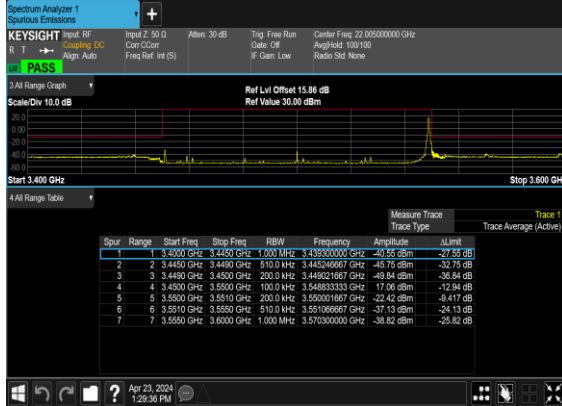 Spectrum Analyzer 1
Spurious Emissions
+
KEYSIGHT Input: RF Input Z: 50 Ω Atten: 30 dB Trig: Free Run Center Freq: 22.005000000 GHz
R T Coupling: DC Corr CCorr Gate: Off Avg|Hold: 100/100
Align: Auto Freq Ref: Int (S) IF Gain: Low Radio Std: None
PASS
3 All Range Graph
Ref Lvl Offset 15.86 dB
Scale/Div 10.0 dB Ref Value 30.00 dBm
20.0
0.00
-20.0
-40.0
-60.0
Start 3.400 GHz Stop 3.600 GH
4 All Range Table
Measure Trace Trace 1
Trace Type Trace Average (Active)
Spur Range Start Freq Stop Freq RBW Frequency Amplitude ΔLimit
1 1 3.4000 GHz 3.4450 GHz 1.000 MHz 3.439300000 GHz -40.55 dBm -27.55 dB
2 2 3.4450 GHz 3.4490 GHz 510.0 kHz 3.445246667 GHz -45.75 dBm -32.75 dB
3 3 3.4490 GHz 3.4500 GHz 200.0 kHz 3.449021667 GHz -49.84 dBm -36.84 dB
4 4 3.4500 GHz 3.5500 GHz 100.0 kHz 3.548833333 GHz 17.06 dBm -12.94 dB
5 5 3.5500 GHz 3.5510 GHz 200.0 kHz 3.550001667 GHz -22.42 dBm -9.417 dB
6 6 3.5510 GHz 3.5550 GHz 510.0 kHz 3.551066667 GHz -37.13 dBm -24.13 dB
7 7 3.5550 GHz 3.6000 GHz 1.000 MHz 3.570300000 GHz -38.82 dBm -25.82 dB
? Apr 23, 2024
1:29:36 PM